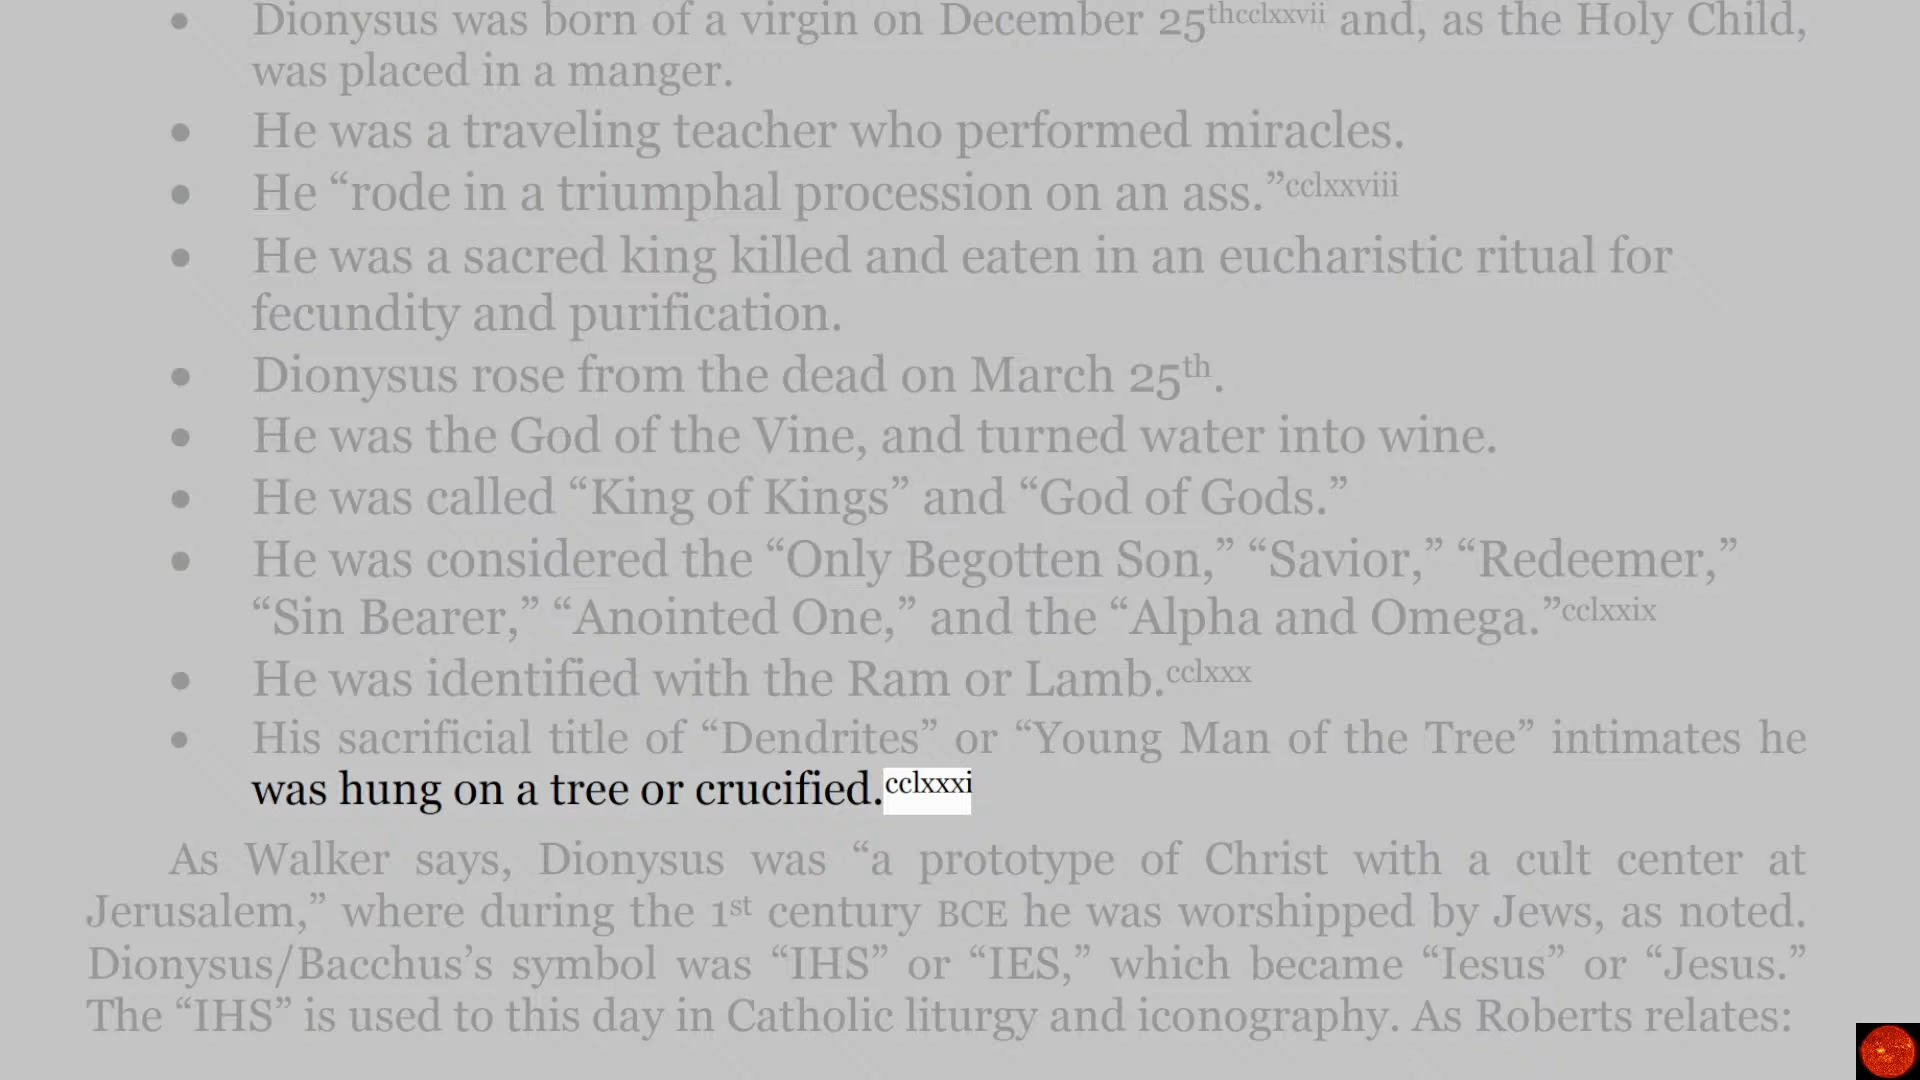 • Dionysus was born of a virgin on December 25thcclxxvii and, as the Holy Child,
was placed in a manger.
• He was a traveling teacher who performed miracles.
• He “rode in a triumphal procession on an ass.”cclxxviii
• He was a sacred king killed and eaten in an eucharistic ritual for
fecundity and purification.
• Dionysus rose from the dead on March 25th.
• He was the God of the Vine, and turned water into wine.
• He was called “King of Kings” and “God of Gods.”
• He was considered the “Only Begotten Son,” “Savior,” “Redeemer,”
“Sin Bearer,” “Anointed One,” and the “Alpha and Omega.”cclxxix
• He was identified with the Ram or Lamb.cclxxx
• His sacrificial title of “Dendrites” or “Young Man of the Tree” intimates he
was hung on a tree or crucified.cclxxxi
As Walker says, Dionysus was “a prototype of Christ with a cult center at
Jerusalem,” where during the 1st century BCE he was worshipped by Jews, as noted.
Dionysus/Bacchus’s symbol was “IHS” or “IES,” which became “Iesus” or “Jesus.”
The “IHS” is used to this day in Catholic liturgy and iconography. As Roberts relates: